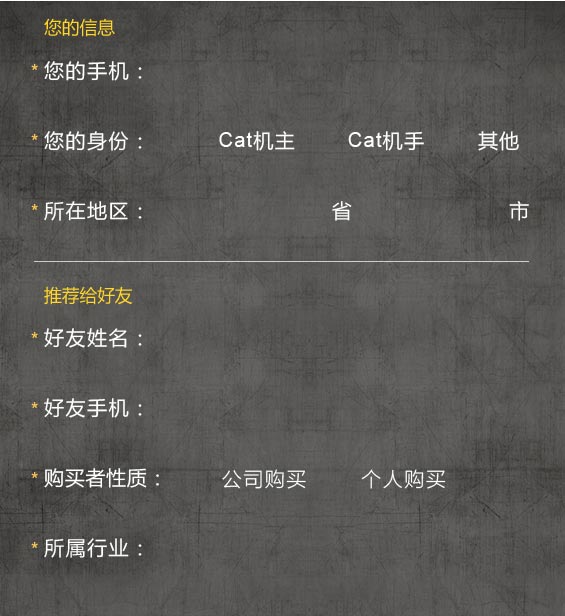 您的信息
* 您的手机：
* 您的身份： Cat机主 Cat机手 其他
* 所在地区： 省 市
推荐给好友
* 好友姓名：
* 好友手机：
* 购买者性质： 公司购买 个人购买
* 所属行业：